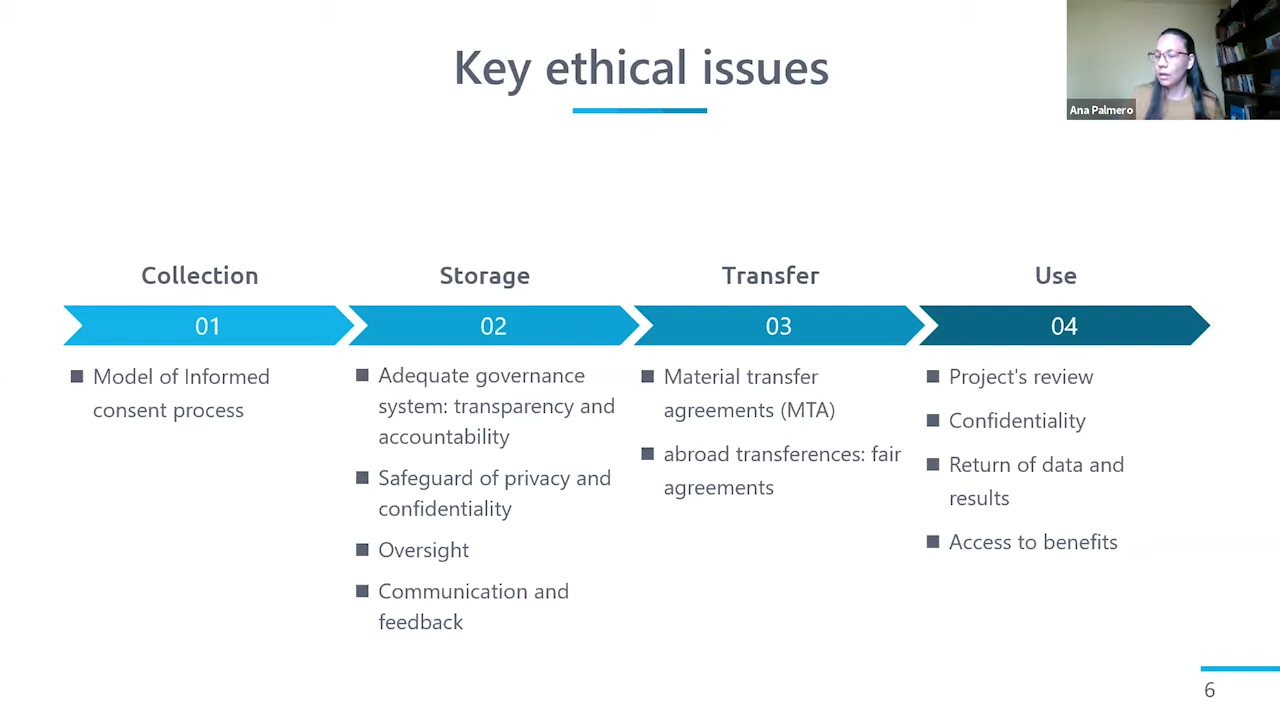 Key ethical issues
Ana Palmero
Collection
01
■ Model of Informed
consent process
Storage
02
■ Adequate governance
system: transparency and
accountability
■ Safeguard of privacy and
confidentiality
■ Oversight
■ Communication and
feedback
Transfer
03
■ Material transfer
agreements (MTA)
■ abroad transferences: fair
agreements
Use
04
■ Project's review
■ Confidentiality
■ Return of data and
results
■ Access to benefits
6